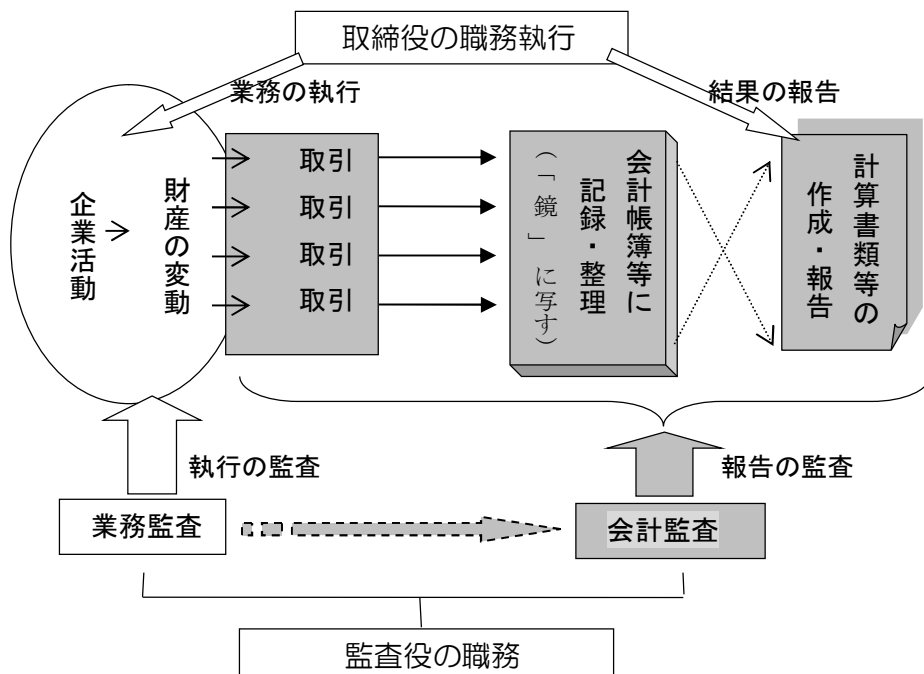 取締役の職務執行
業務の執行
結果の報告
企業活動
財産の変動
取引
取引
取引
取引
会計帳簿等に
記録・整理
（「鏡」に写す）
計算書類等の
作成・報告
執行の監査
報告の監査
業務監査
会計監査
監査役の職務